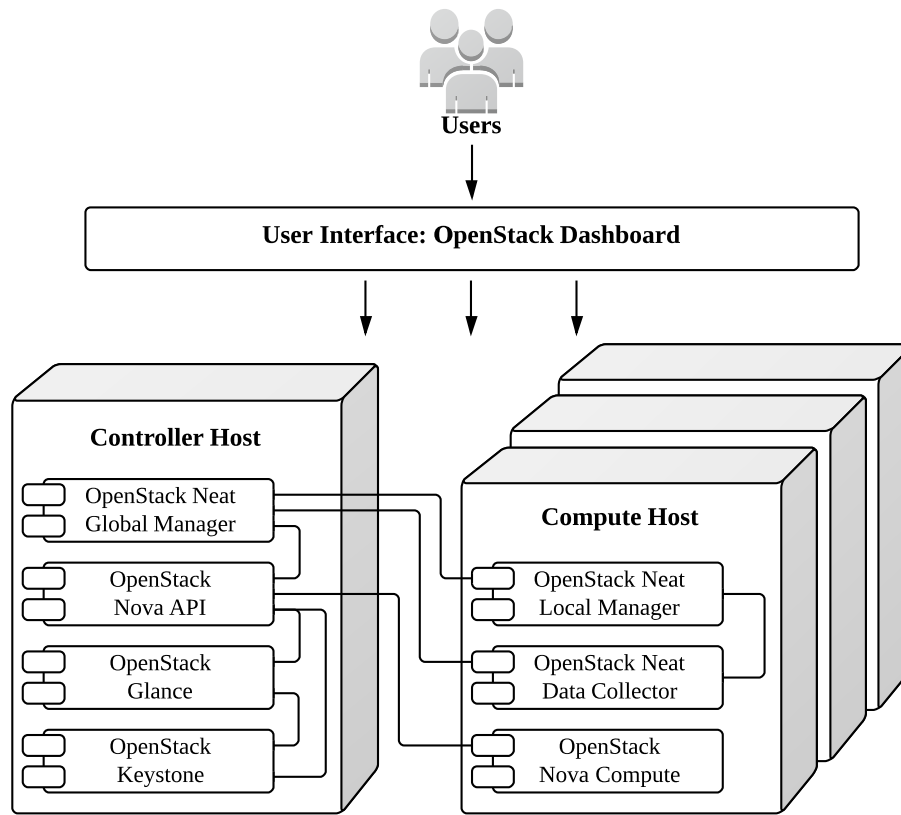 Users
User Interface: OpenStack Dashboard
Controller Host
OpenStack Neat
Global Manager
OpenStack
Nova API
OpenStack
Glance
OpenStack
Keystone
Compute Host
OpenStack Neat
Local Manager
OpenStack Neat
Data Collector
OpenStack
Nova Compute